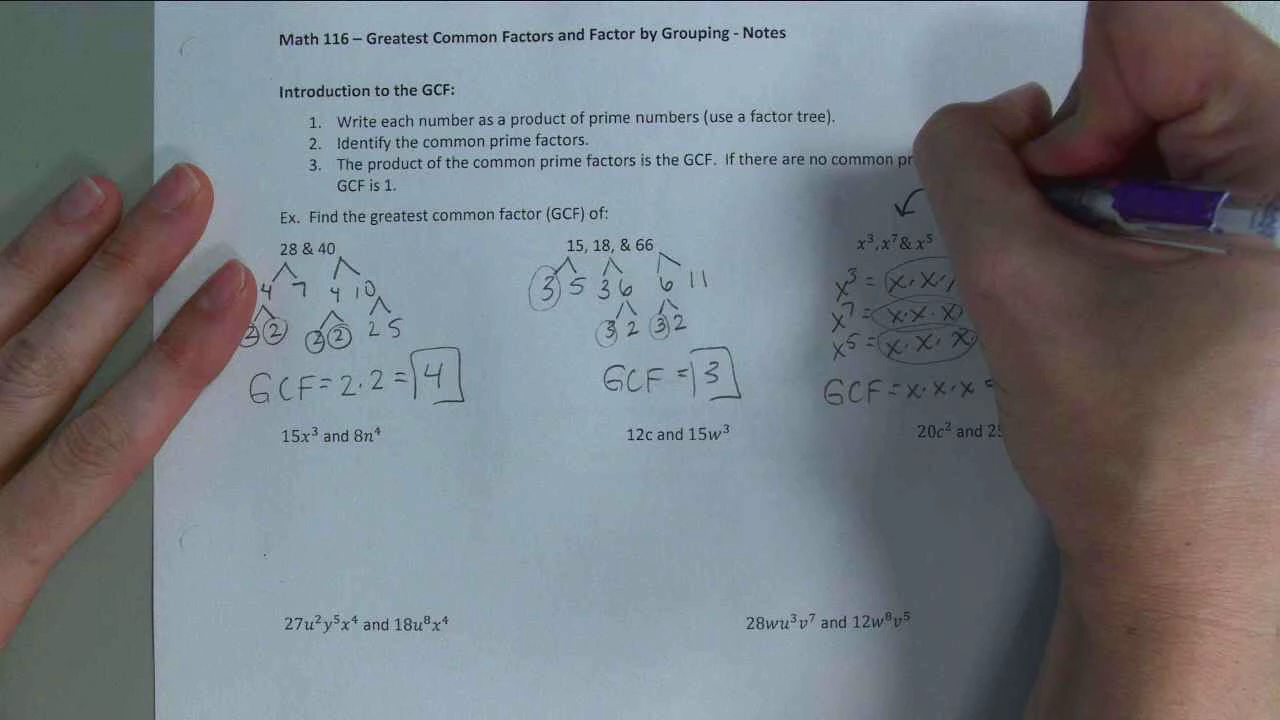 Math 116 – Greatest Common Factors and Factor by Grouping - Notes
Introduction to the GCF:
1. Write each number as a product of prime numbers (use a factor tree).
2. Identify the common prime factors.
3. The product of the common prime factors is the GCF. If there are no common
GCF is 1.
Ex. Find the greatest common factor (GCF) of:
28 & 40
4 7 4 10
2 2 2 2 2 5
GCF = 2 · 2 = 4
15, 18, & 66
3 5 3 6 6 11
3 2 3 2
GCF = 3
x³, x⁷ & x⁵
x³ = x · x ·
x⁷ = x · x · x
x⁵ = x · x · x
GCF = x · x · x =
15x³ and 8n⁴
12c and 15w³
20c² and
27u²y⁵x⁴ and 18u⁸x⁴
28wu³v⁷ and 12w⁸v⁵